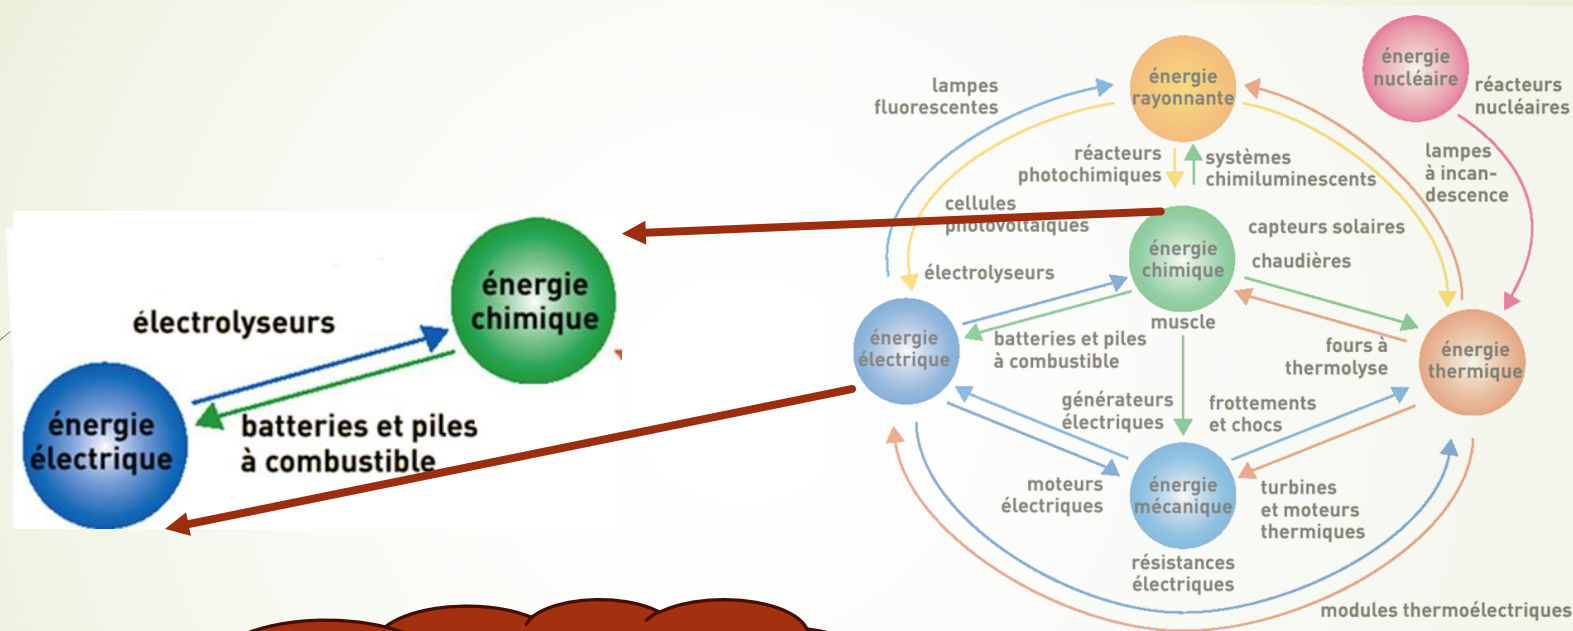 électrolyseurs
énergie
chimique
énergie
électrique
batteries et piles
à combustible
énergie
rayonnante
énergie
nucléaire
réacteurs
nucléaires
lampes
fluorescentes
réacteurs
photochimiques
systèmes
chimiluminescents
lampes
à incan-
descence
cellules
photovoltaïques
énergie
chimique
capteurs solaires
chaudières
électrolyseurs
énergie
électrique
batteries et piles
à combustible
muscle
fours à
thermolyse
énergie
thermique
générateurs
électriques
frottements
et chocs
moteurs
électriques
énergie
mécanique
turbines
et moteurs
thermiques
résistances
électriques
modules thermoélectriques